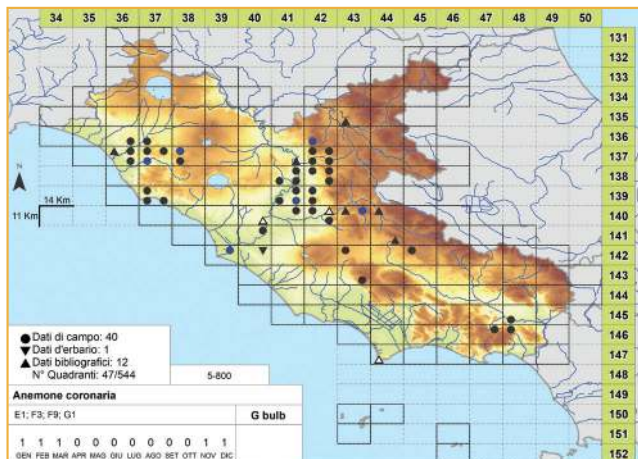 34 35 36 37 38 39 40 41 42 43 44 45 46 47 48 49 50
131
132
133
134
135
136
137
138
139
140
141
142
143
144
145
146
147
148
149
150
151
152
N
14 Km
11 Km
Dati di campo: 40
Dati d'erbario: 1
Dati bibliografici: 12
N° Quadranti: 47/544
5-800
Anemone coronaria
E1; F3; F9; G1
G bulb
1 1 1 0 0 0 0 0 0 0 1 1
GEN FEB MAR APR MAG GIU LUG AGO SET OTT NOV DIC